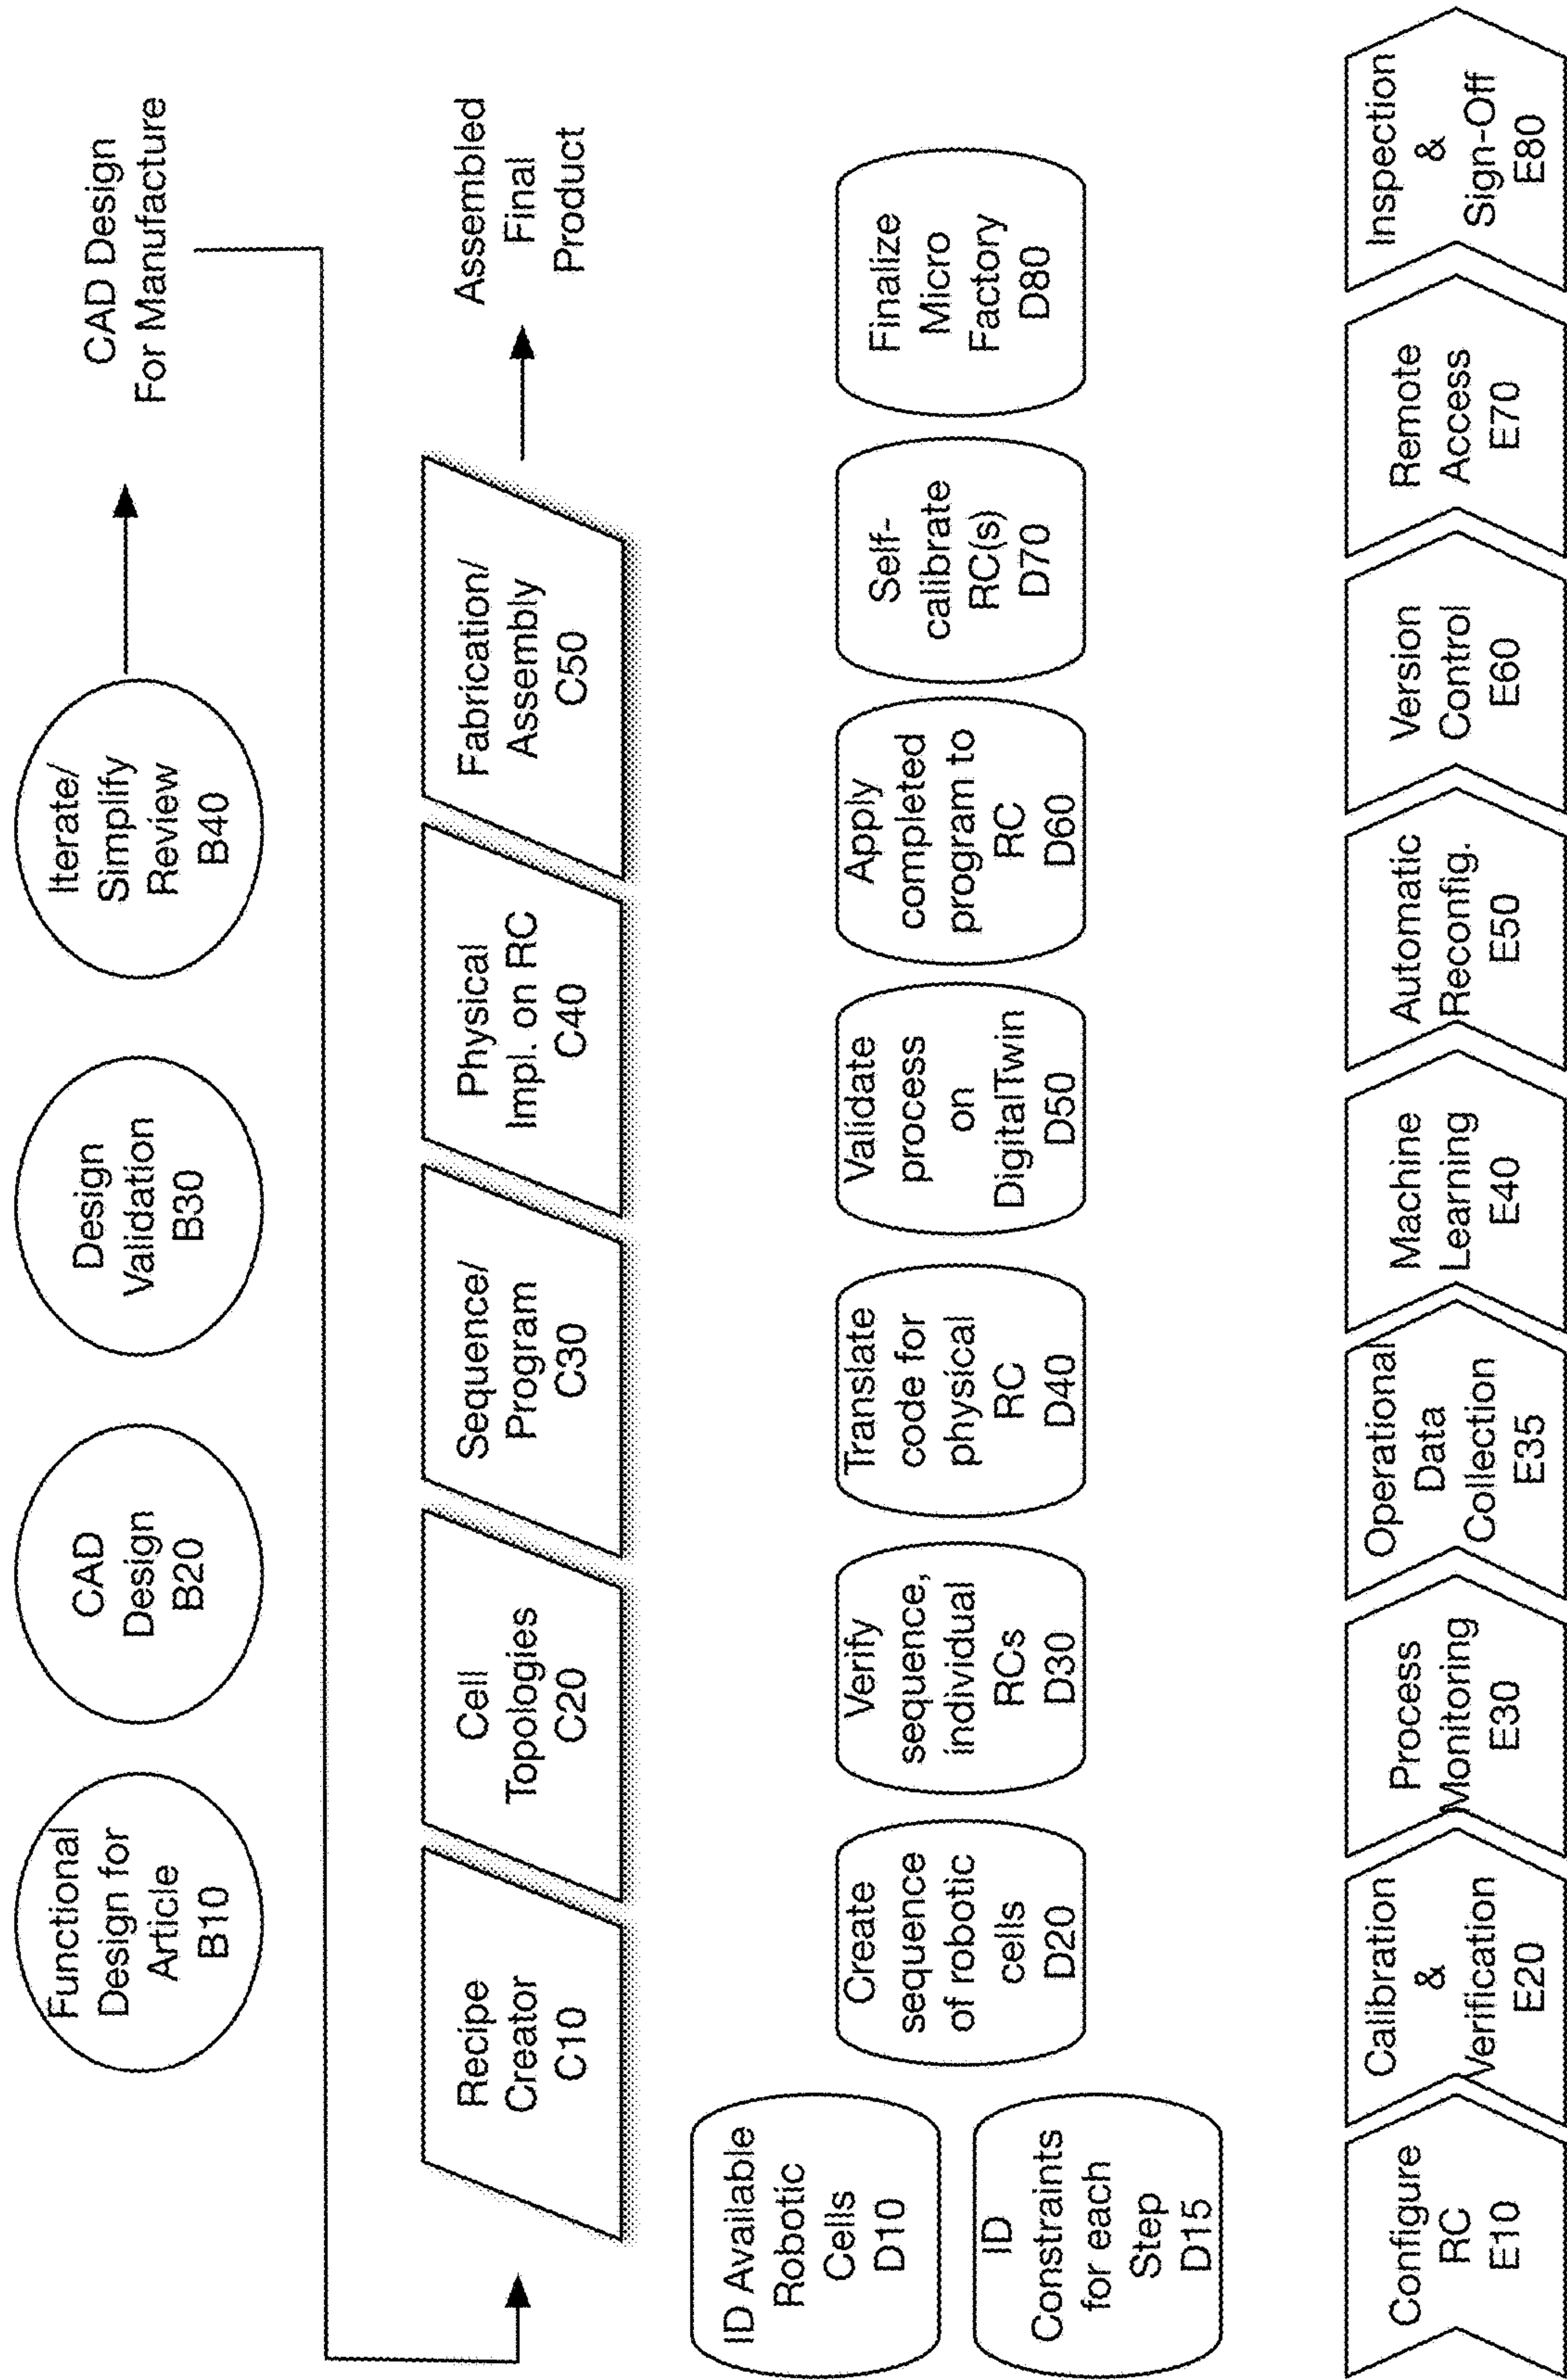 Functional
Design for
Article
B10
CAD
Design
B20
Design
Validation
B30
Iterate/
Simplify
Review
B40
CAD Design
For Manufacture
Recipe
Creator
C10
Cell
Topologies
C20
Sequence/
Program
C30
Physical
Impl. on RC
C40
Fabrication/
Assembly
C50
Assembled
Final
Product
ID Available
Robotic
Cells
D10
ID
Constraints
for each
Step
D15
Create
sequence
of robotic
cells
D20
Verify
sequence,
individual
RCs
D30
Translate
code for
physical
RC
D40
Validate
process
on
DigitalTwin
D50
Apply
completed
program to
RC
D60
Self-
calibrate
RC(s)
D70
Finalize
Micro
Factory
D80
Configure
RC
E10
Calibration
&
Verification
E20
Process
Monitoring
E30
Operational
Data
Collection
E35
Machine
Learning
E40
Automatic
Reconfig.
E50
Version
Control
E60
Remote
Access
E70
Inspection
&
Sign-Off
E80